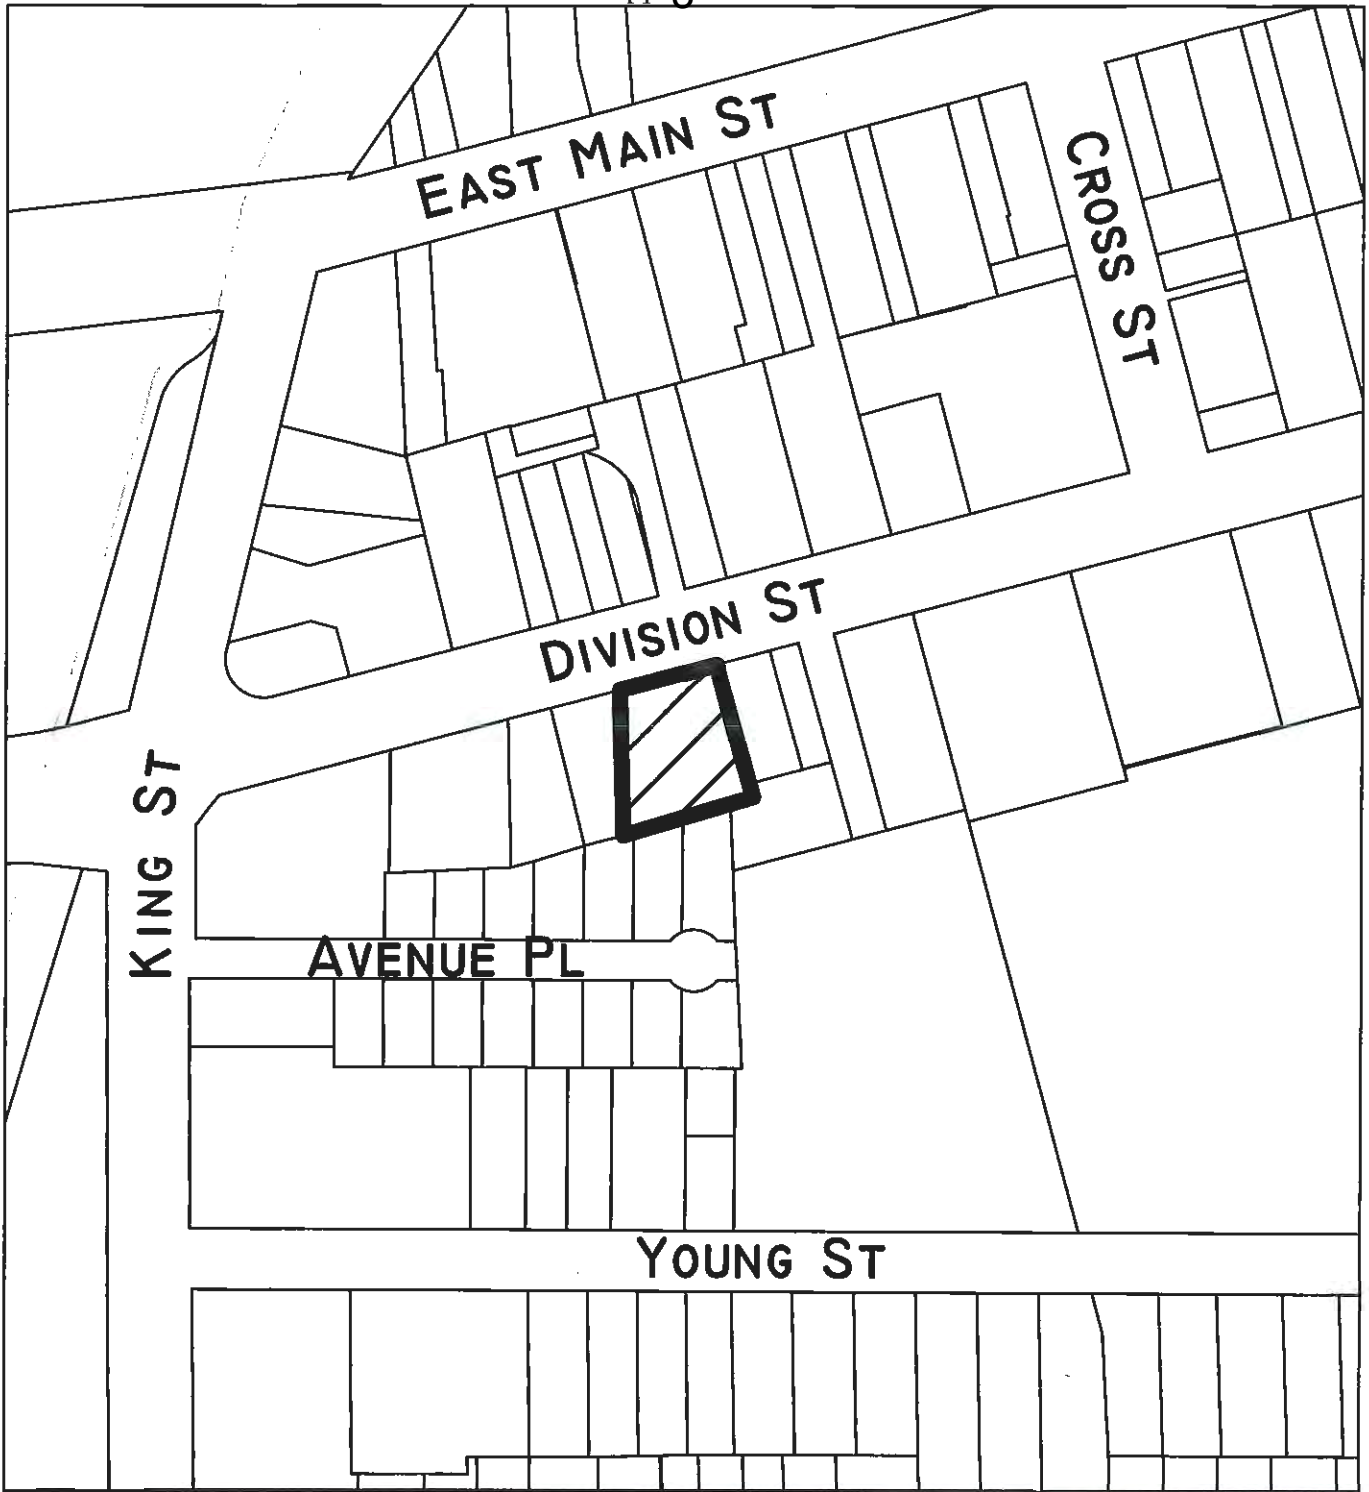 EAST MAIN ST
CROSS ST
DIVISION ST
KING ST
AVENUE PL
YOUNG ST